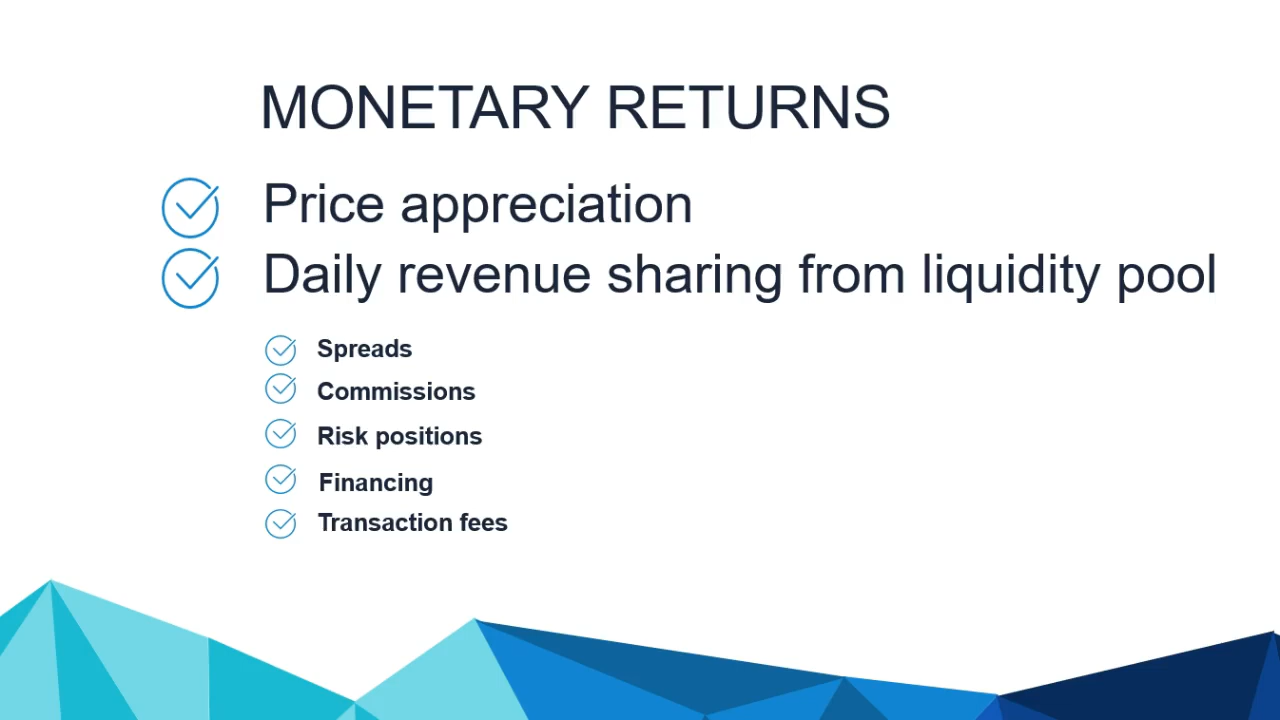 MONETARY RETURNS
Price appreciation
Daily revenue sharing from liquidity pool
Spreads
Commissions
Risk positions
Financing
Transaction fees